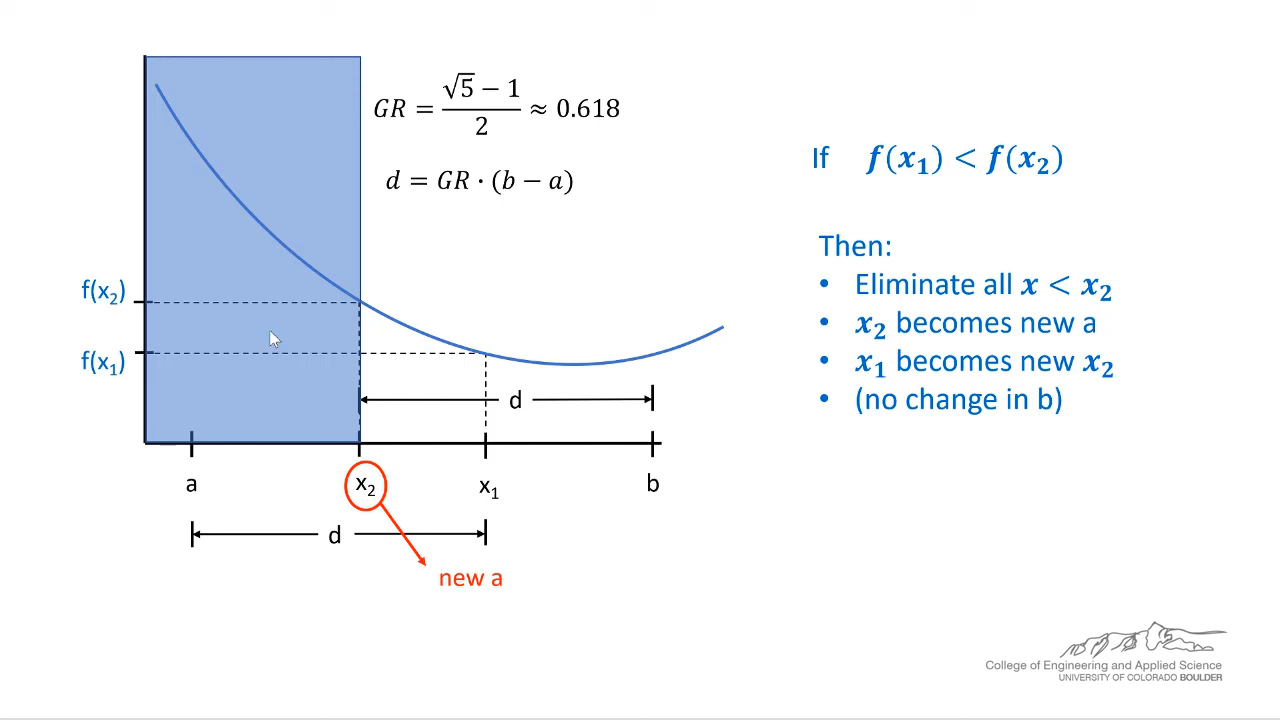 GR = (√5 − 1)/2 ≈ 0.618
d = GR · (b − a)
f(x₂)
f(x₁)
d
a
x₂
x₁
b
d
new a
If f(x₁) < f(x₂)
Then:
• Eliminate all x < x₂
• x₂ becomes new a
• x₁ becomes new x₂
• (no change in b)
College of Engineering and Applied Science
UNIVERSITY OF COLORADO BOULDER